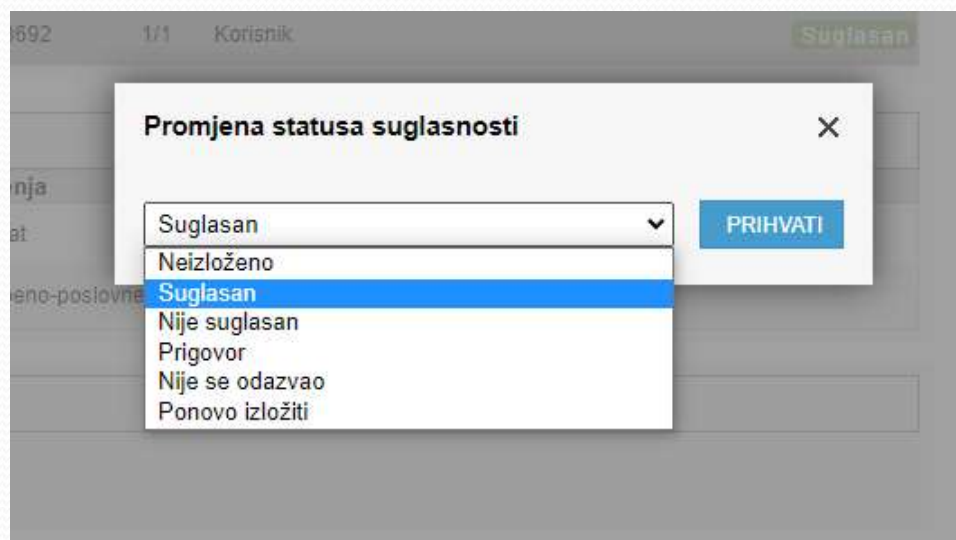 692 1/1 Korisnik Suglasan
Promjena statusa suglasnosti
nja
Suglasan PRIHVATI
at
Neizloženo
eno-poslovne Suglasan
Nije suglasan
Prigovor
Nije se odazvao
Ponovo izložiti